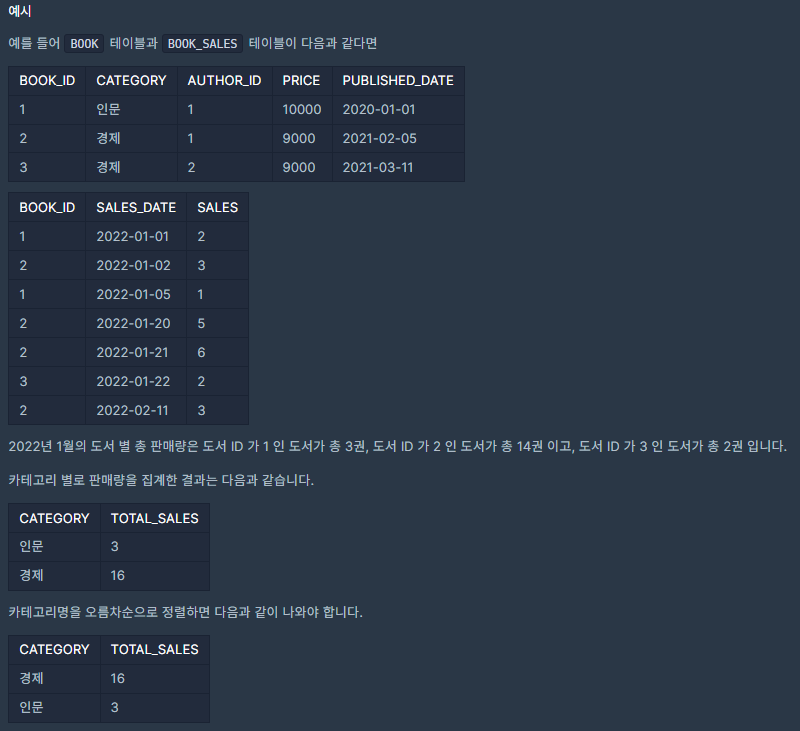 예시
예를 들어 BOOK 테이블과 BOOK_SALES 테이블이 다음과 같다면
BOOK_ID CATEGORY AUTHOR_ID PRICE PUBLISHED_DATE
1 인문 1 10000 2020-01-01
2 경제 1 9000 2021-02-05
3 경제 2 9000 2021-03-11
BOOK_ID SALES_DATE SALES
1 2022-01-01 2
2 2022-01-02 3
1 2022-01-05 1
2 2022-01-20 5
2 2022-01-21 6
3 2022-01-22 2
2 2022-02-11 3
2022년 1월의 도서 별 총 판매량은 도서 ID 가 1 인 도서가 총 3권, 도서 ID 가 2 인 도서가 총 14권 이고, 도서 ID 가 3 인 도서가 총 2권 입니다.
카테고리 별로 판매량을 집계한 결과는 다음과 같습니다.
CATEGORY TOTAL_SALES
인문 3
경제 16
카테고리명을 오름차순으로 정렬하면 다음과 같이 나와야 합니다.
CATEGORY TOTAL_SALES
경제 16
인문 3